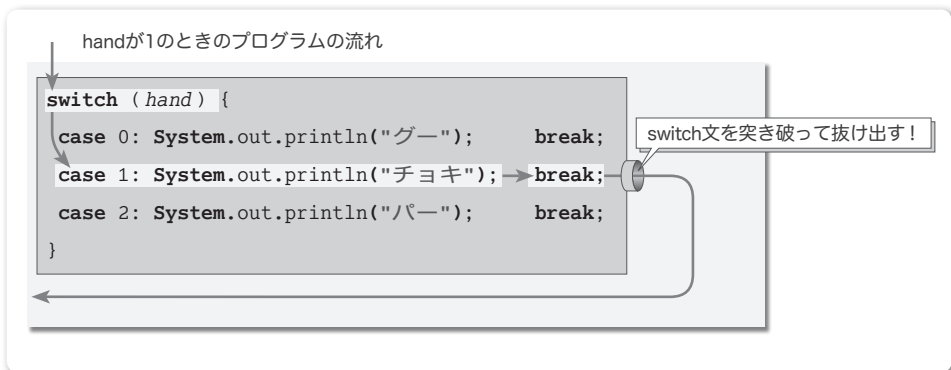 handが1のときのプログラムの流れ
switch ( hand ) {
case 0: System.out.println("グー"); break;
switch文を突き破って抜け出す！
case 1: System.out.println("チョキ"); break;
case 2: System.out.println("パー"); break;
}